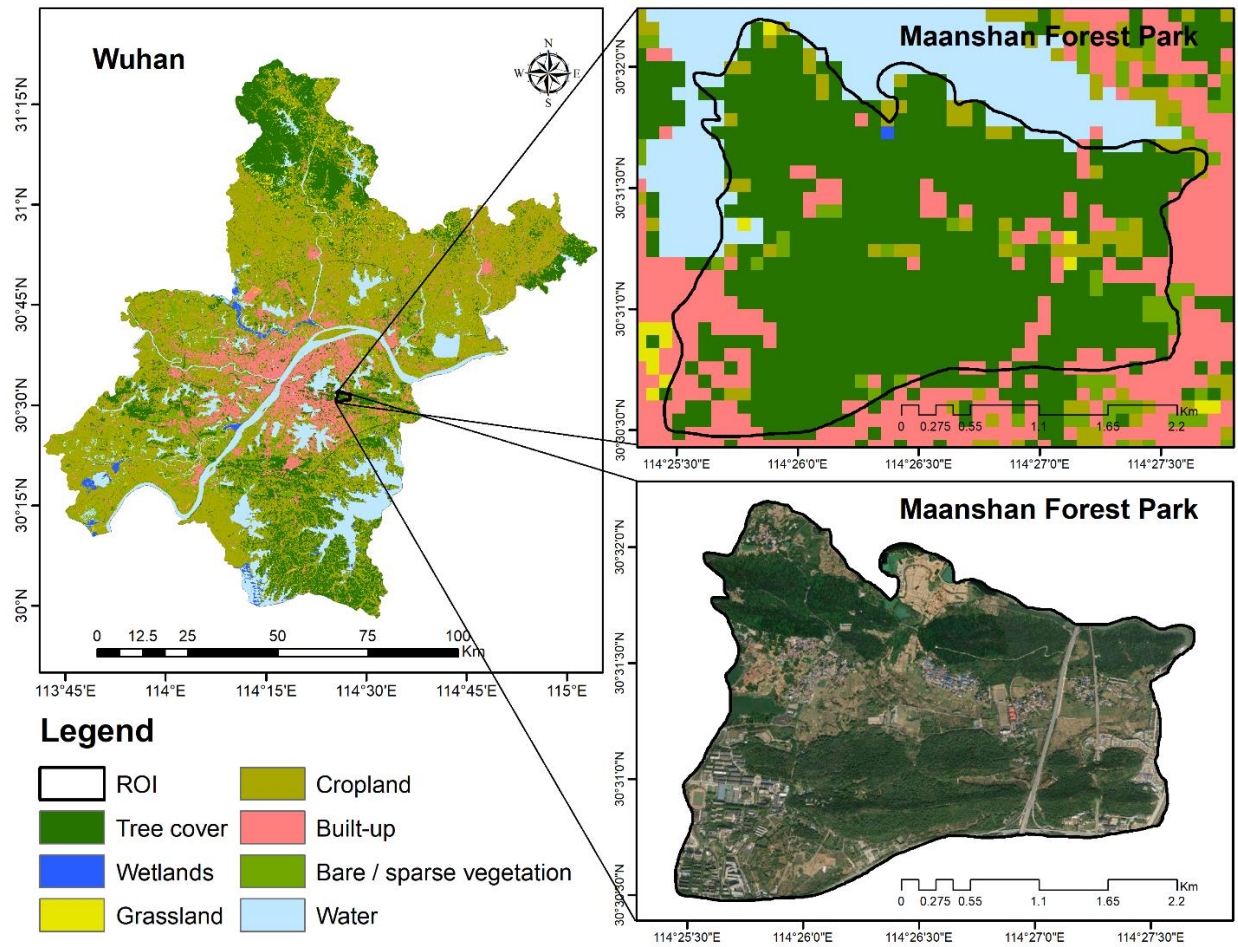 Wuhan
N
W E
S
31°15'N
31°N
30°45'N
30°30'N
30°15'N
30°N
0 12.5 25 50 75 100
Km
113°45'E 114°E 114°15'E 114°30'E 114°45'E 115°E
Maanshan Forest Park
30°32'0"N
30°31'30"N
30°31'0"N
30°30'30"N
Km
0 0.275 0.55 1.1 1.65 2.2
114°25'30"E 114°26'0"E 114°26'30"E 114°27'0"E 114°27'30"E
Maanshan Forest Park
30°32'0"N
30°31'30"N
30°31'0"N
30°30'30"N
Km
0 0.275 0.55 1.1 1.65 2.2
114°25'30"E 114°26'0"E 114°26'30"E 114°27'0"E 114°27'30"E
Legend
ROI
Tree cover
Wetlands
Grassland
Cropland
Built-up
Bare / sparse vegetation
Water